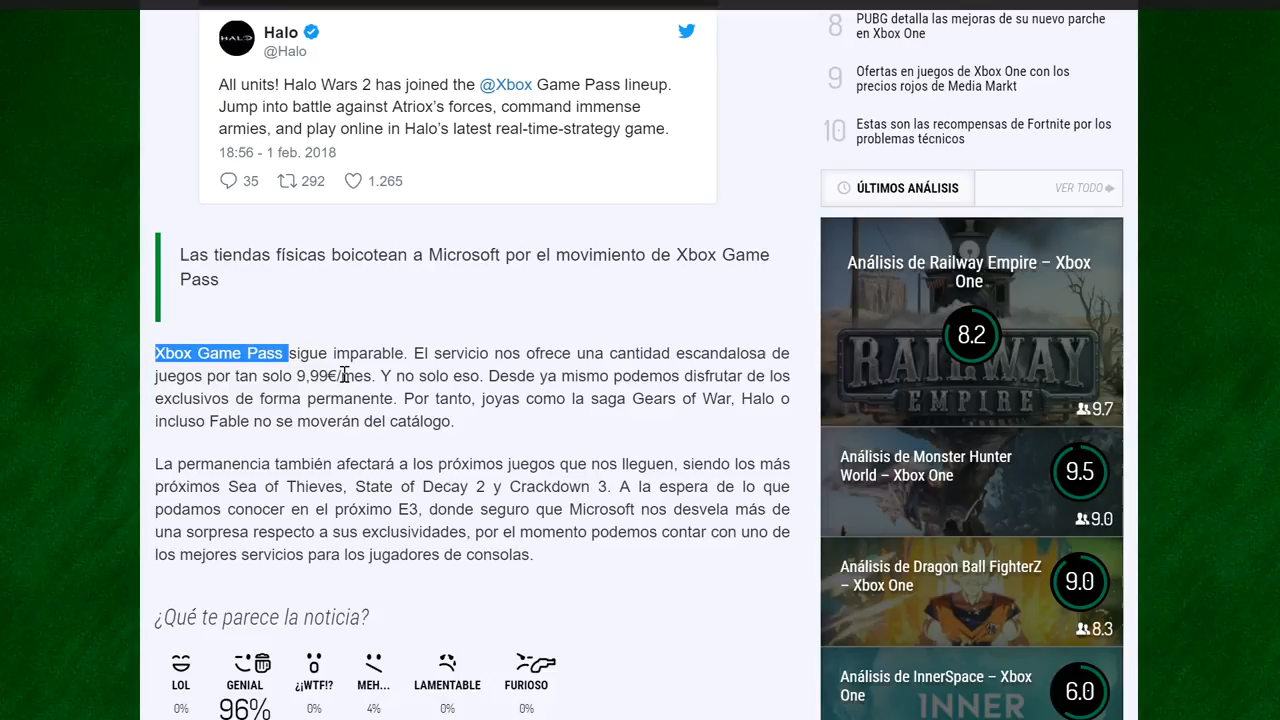 Halo
@Halo
HALO
All units! Halo Wars 2 has joined the @Xbox Game Pass lineup.
Jump into battle against Atriox's forces, command immense
armies, and play online in Halo's latest real-time-strategy game.
18:56 - 1 feb. 2018
35 292 1.265
Las tiendas físicas boicotean a Microsoft por el movimiento de Xbox Game
Pass
Xbox Game Pass sigue imparable. El servicio nos ofrece una cantidad escandalosa de
juegos por tan solo 9,99€/mes. Y no solo eso. Desde ya mismo podemos disfrutar de los
exclusivos de forma permanente. Por tanto, joyas como la saga Gears of War, Halo o
incluso Fable no se moverán del catálogo.
La permanencia también afectará a los próximos juegos que nos lleguen, siendo los más
próximos Sea of Thieves, State of Decay 2 y Crackdown 3. A la espera de lo que
podamos conocer en el próximo E3, donde seguro que Microsoft nos desvela más de
una sorpresa respecto a sus exclusividades, por el momento podemos contar con uno de
los mejores servicios para los jugadores de consolas.
¿Qué te parece la noticia?
LOL GENIAL ¡¡WTF!? MEH... LAMENTABLE FURIOSO
0% 96% 0% 4% 0% 0%
8 PUBG detalla las mejoras de su nuevo parche
en Xbox One
9 Ofertas en juegos de Xbox One con los
precios rojos de Media Markt
10 Estas son las recompensas de Fortnite por los
problemas técnicos
ÚLTIMOS ANÁLISIS VER TODO
Análisis de Railway Empire – Xbox
One
8.2
RAILWAY
EMPIRE
9.7
Análisis de Monster Hunter
World – Xbox One
9.5
9.0
Análisis de Dragon Ball FighterZ
– Xbox One
9.0
8.3
Análisis de InnerSpace – Xbox
One
6.0
INNER